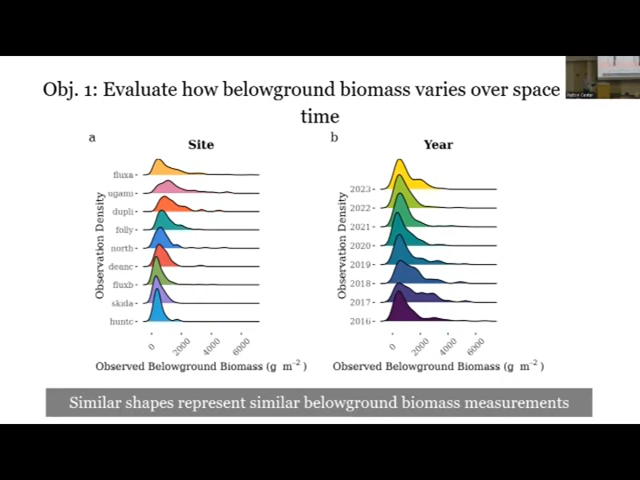 Obj. 1: Evaluate how belowground biomass varies over space
time
a
Site
fluxa
ugami
dupli
folly
north
deanc
fluxb
skida
huntc
Observation Density
0
2000
4000
6000
Observed Belowground Biomass (g m⁻²)
b
Year
2023
2022
2021
2020
2019
2018
2017
2016
Observation Density
0
2000
4000
6000
Observed Belowground Biomass (g m⁻²)
Similar shapes represent similar belowground biomass measurements